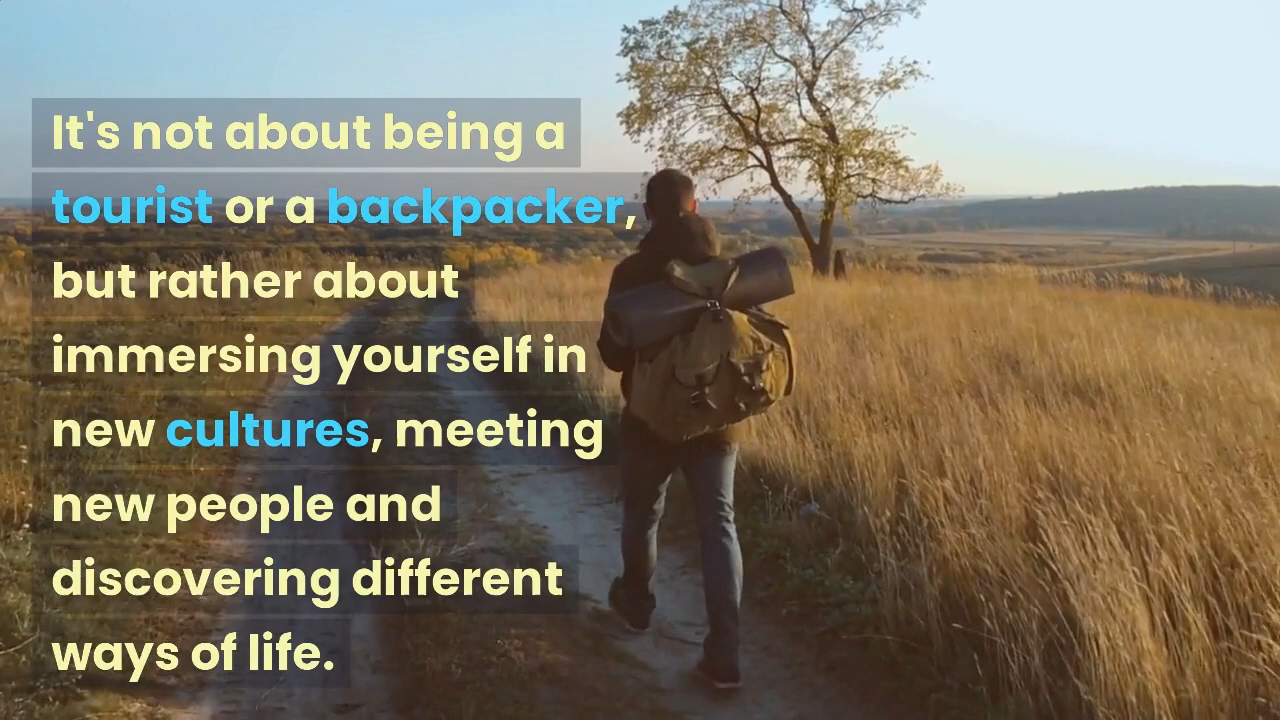 It's not about being a
tourist or a backpacker,
but rather about
immersing yourself in
new cultures, meeting
new people and
discovering different
ways of life.